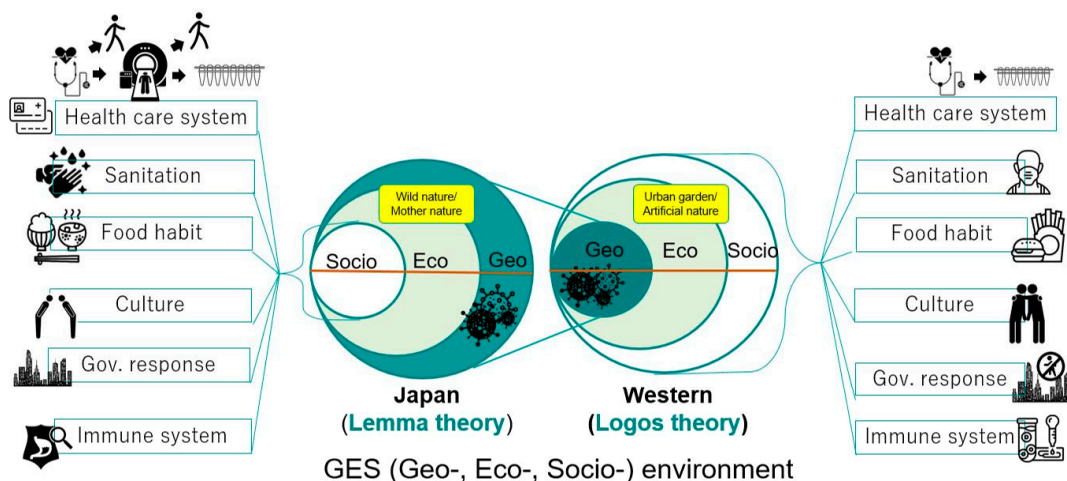 Health care system
Sanitation
Food habit
Culture
Gov. response
Immune system
Wild nature/
Mother nature
Socio
Eco
Geo
Japan
(Lemma theory)
Urban garden/
Artificial nature
Geo
Eco
Socio
Western
(Logos theory)
Health care system
Sanitation
Food habit
Culture
Gov. response
Immune system
GES (Geo-, Eco-, Socio-) environment